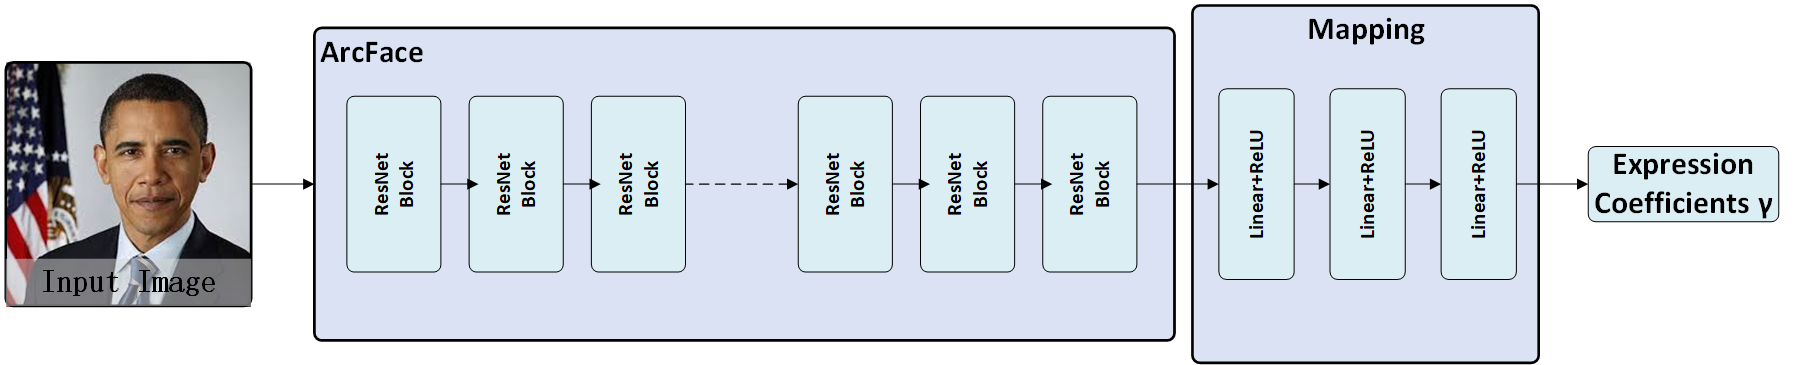 Input Image
ArcFace
ResNet
Block
ResNet
Block
ResNet
Block
ResNet
Block
ResNet
Block
ResNet
Block
Mapping
Linear+ReLU
Linear+ReLU
Linear+ReLU
Expression
Coefficients γ